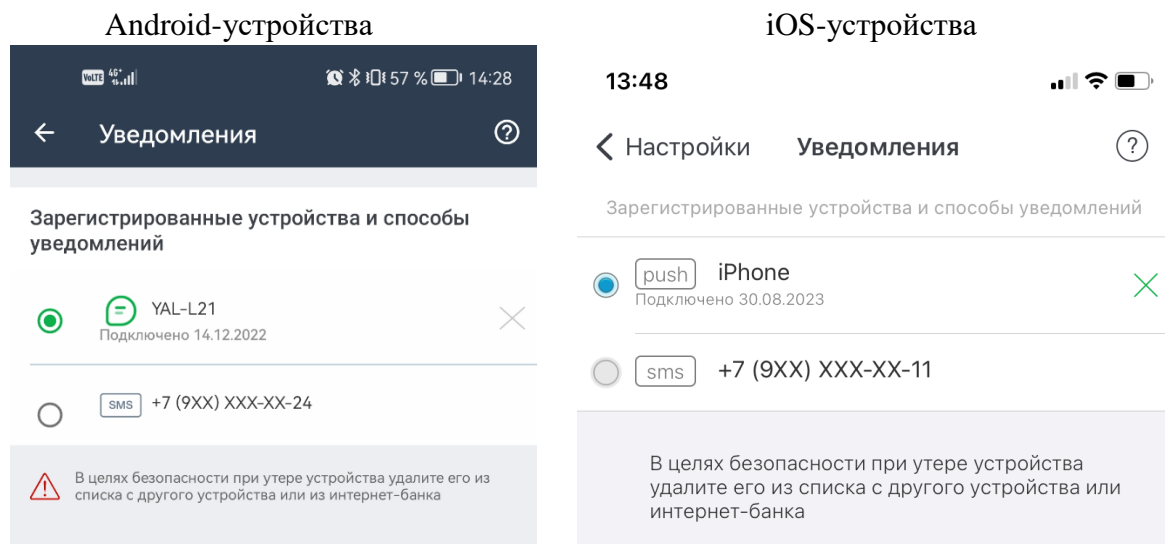 Android-устройства
VoLTE 4G+ 57 % 14:28
Уведомления
Зарегистрированные устройства и способы
уведомлений
YAL-L21
Подключено 14.12.2022
SMS +7 (9XX) XXX-XX-24
В целях безопасности при утере устройства удалите его из
списка с другого устройства или из интернет-банка
iOS-устройства
13:48
Настройки Уведомления ?
Зарегистрированные устройства и способы уведомлений
push iPhone
Подключено 30.08.2023
sms +7 (9XX) XXX-XX-11
В целях безопасности при утере устройства
удалите его из списка с другого устройства или
интернет-банка